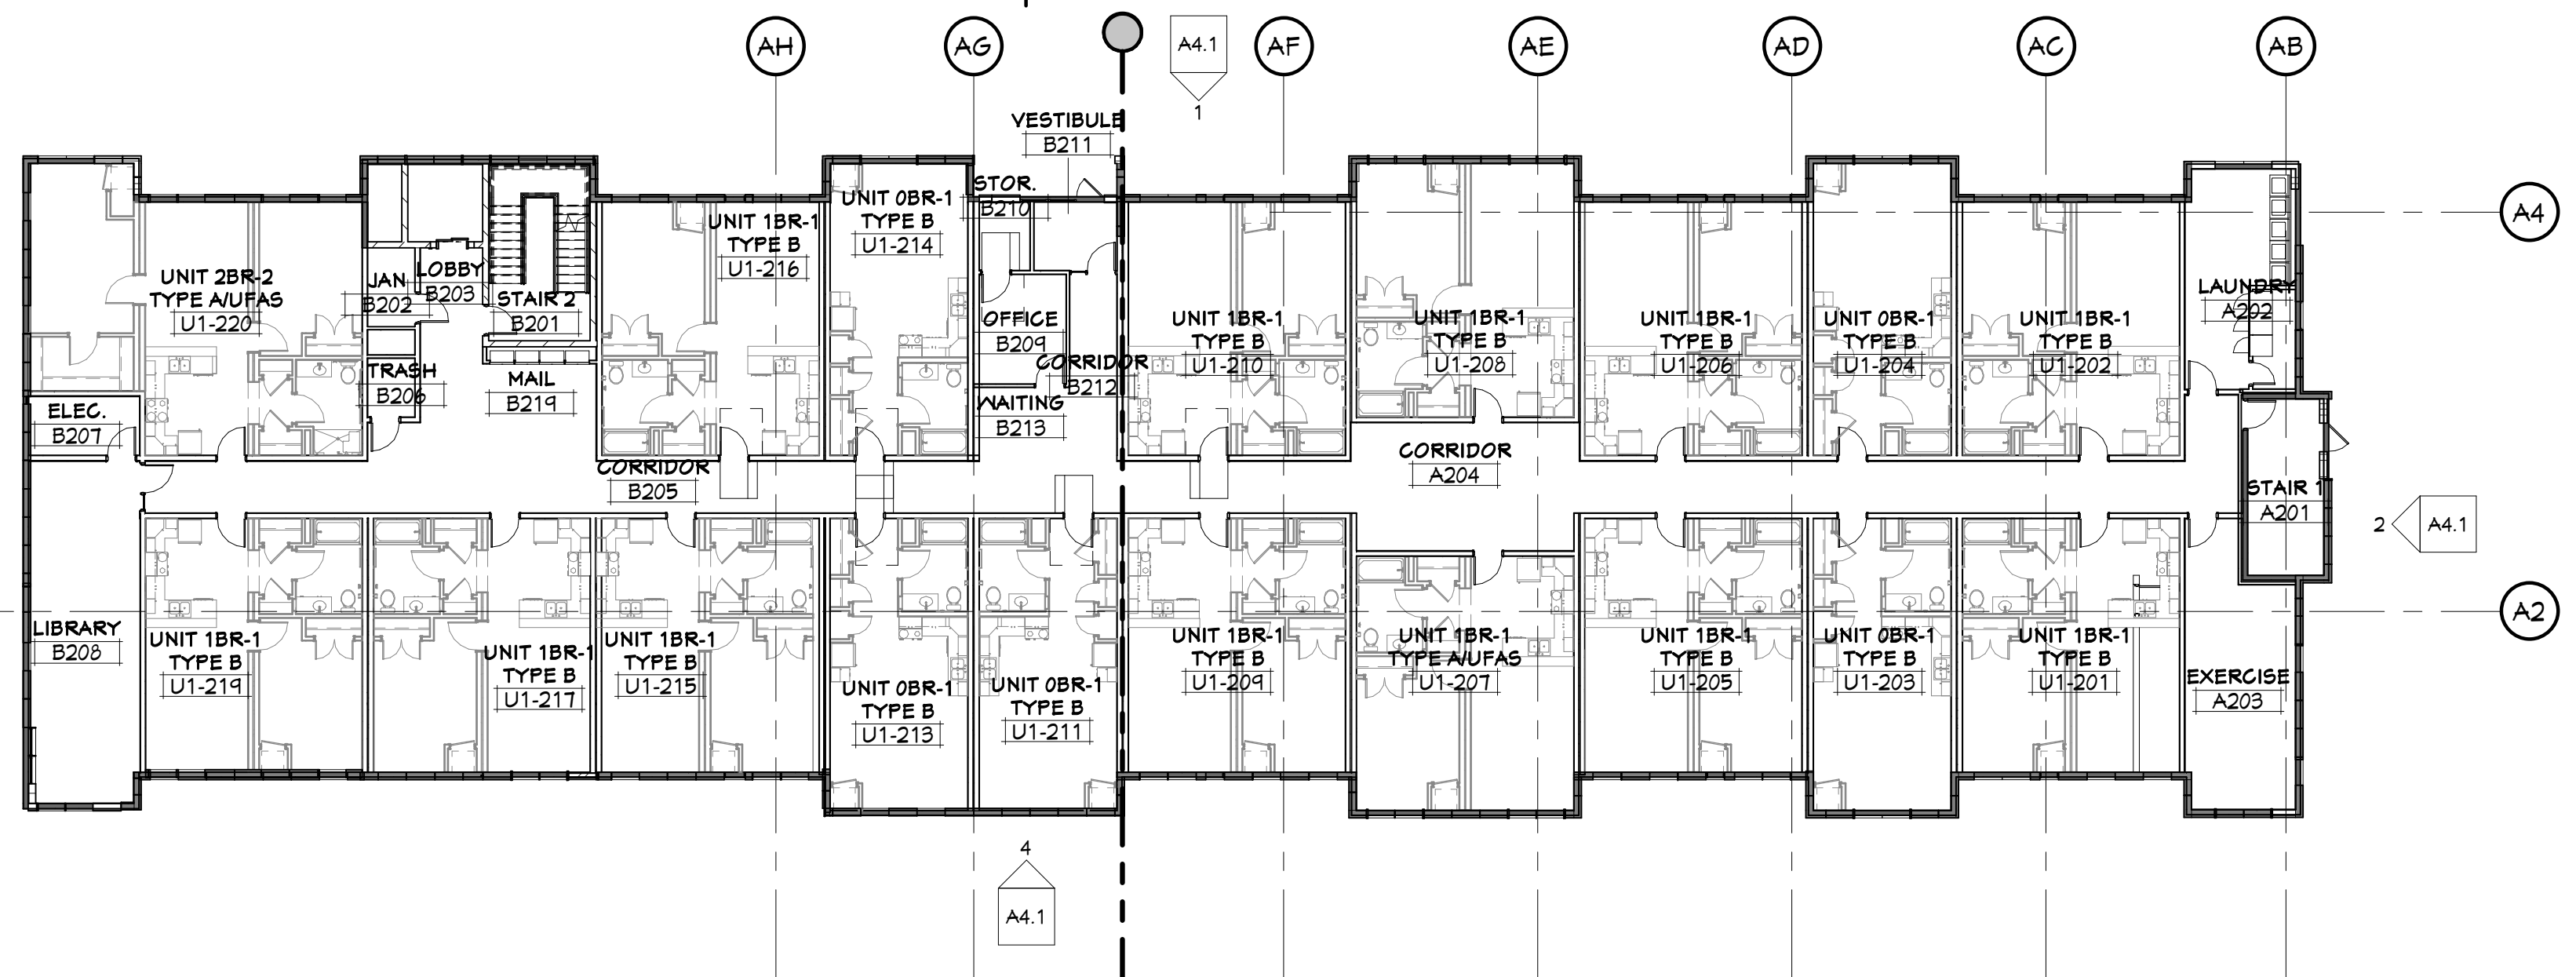 AH
AG
AF
AE
AD
AC
AB
A4.1
1
VESTIBULE
B211
STOR.
B210
A4
UNIT 2BR-2
TYPE A/UFAS
U1-220
JAN
B202
LOBBY
B203
STAIR 2
B201
UNIT 1BR-1
TYPE B
U1-216
UNIT 0BR-1
TYPE B
U1-214
OFFICE
B209
CORRIDOR
B212
WAITING
B213
UNIT 1BR-1
TYPE B
U1-210
UNIT 1BR-1
TYPE B
U1-208
UNIT 1BR-1
TYPE B
U1-206
UNIT 0BR-1
TYPE B
U1-204
UNIT 1BR-1
TYPE B
U1-202
LAUNDRY
A202
TRASH
B206
MAIL
B219
ELEC.
B207
CORRIDOR
B205
CORRIDOR
A204
STAIR 1
A201
2
A4.1
A2
LIBRARY
B208
UNIT 1BR-1
TYPE B
U1-219
UNIT 1BR-1
TYPE B
U1-217
UNIT 1BR-1
TYPE B
U1-215
UNIT 0BR-1
TYPE B
U1-213
UNIT 0BR-1
TYPE B
U1-211
UNIT 1BR-1
TYPE B
U1-209
UNIT 1BR-1
TYPE A/UFAS
U1-207
UNIT 1BR-1
TYPE B
U1-205
UNIT 0BR-1
TYPE B
U1-203
UNIT 1BR-1
TYPE B
U1-201
EXERCISE
A203
4
A4.1